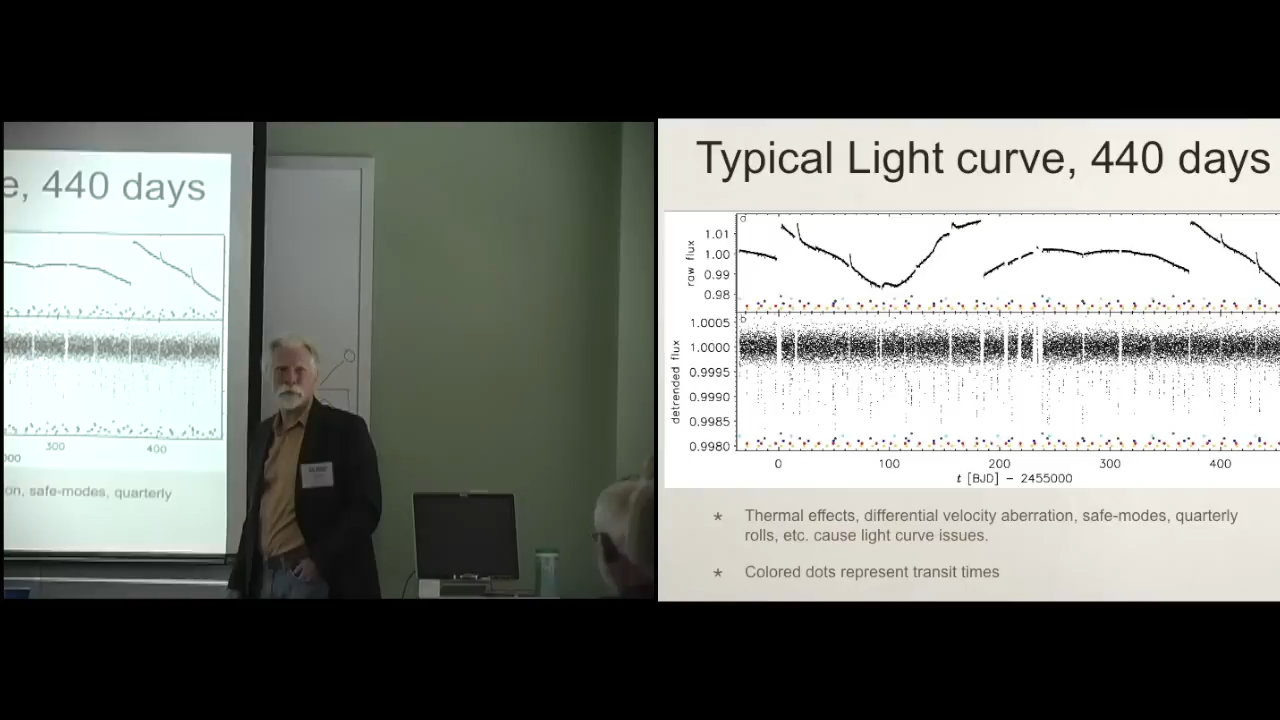 e, 440 days
300
400
000
on, safe-modes, quarterly
Typical Light curve, 440 days
a
1.01
1.00
0.99
0.98
raw flux
b
1.0005
1.0000
0.9995
0.9990
0.9985
0.9980
detrended flux
0
100
200
300
400
t [BJD] - 2455000
* Thermal effects, differential velocity aberration, safe-modes, quarterly
rolls, etc. cause light curve issues.
* Colored dots represent transit times